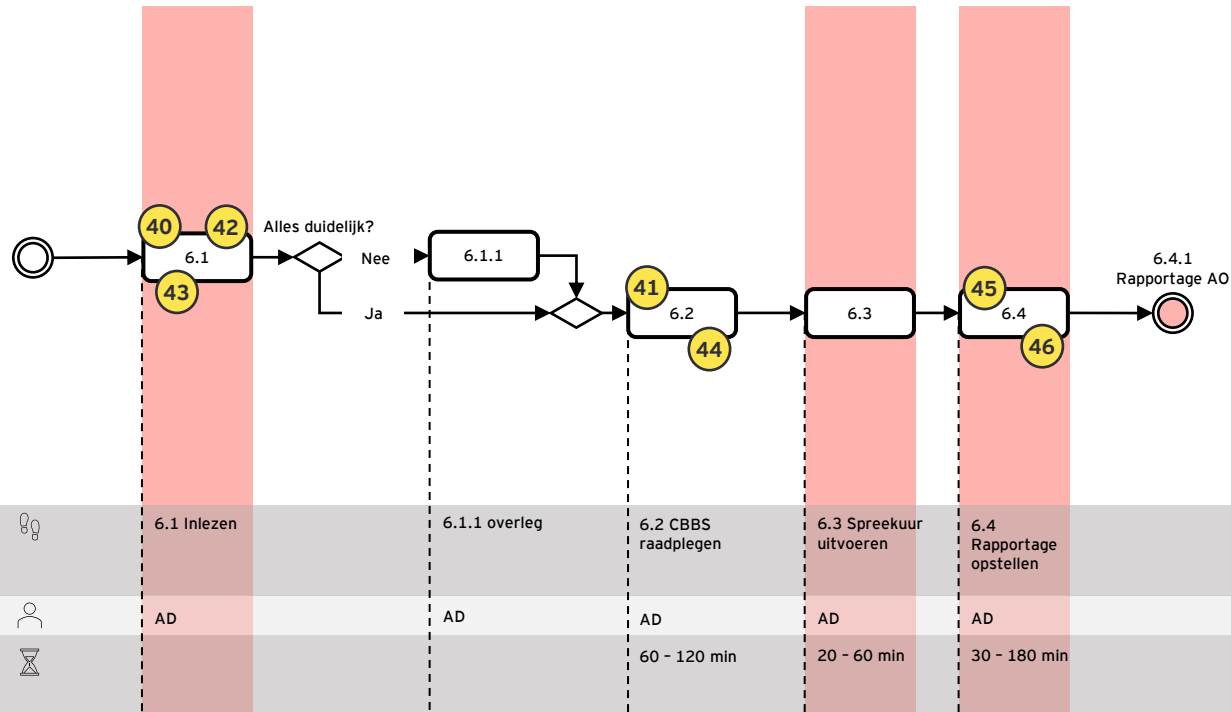 40
42
Alles duidelijk?
6.1
Nee
6.1.1
43
6.4.1
Rapportage AO
41
45
Ja
6.2
6.3
6.4
44
46
6.1 Inlezen
6.1.1 overleg
6.2 CBBS
raadplegen
6.3 Spreekuur
uitvoeren
6.4
Rapportage
opstellen
AD
AD
AD
AD
AD
60 – 120 min
20 – 60 min
30 – 180 min